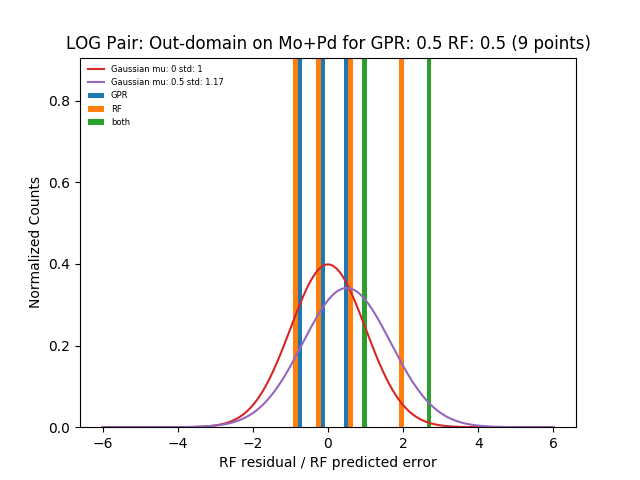 LOG Pair: Out-domain on Mo+Pd for GPR: 0.5 RF: 0.5 (9 points)
Gaussian mu: 0 std: 1
Gaussian mu: 0.5 std: 1.17
GPR
RF
both
0.8
0.6
0.4
0.2
0.0
Normalized Counts
−6 −4 −2 0 2 4 6
RF residual / RF predicted error